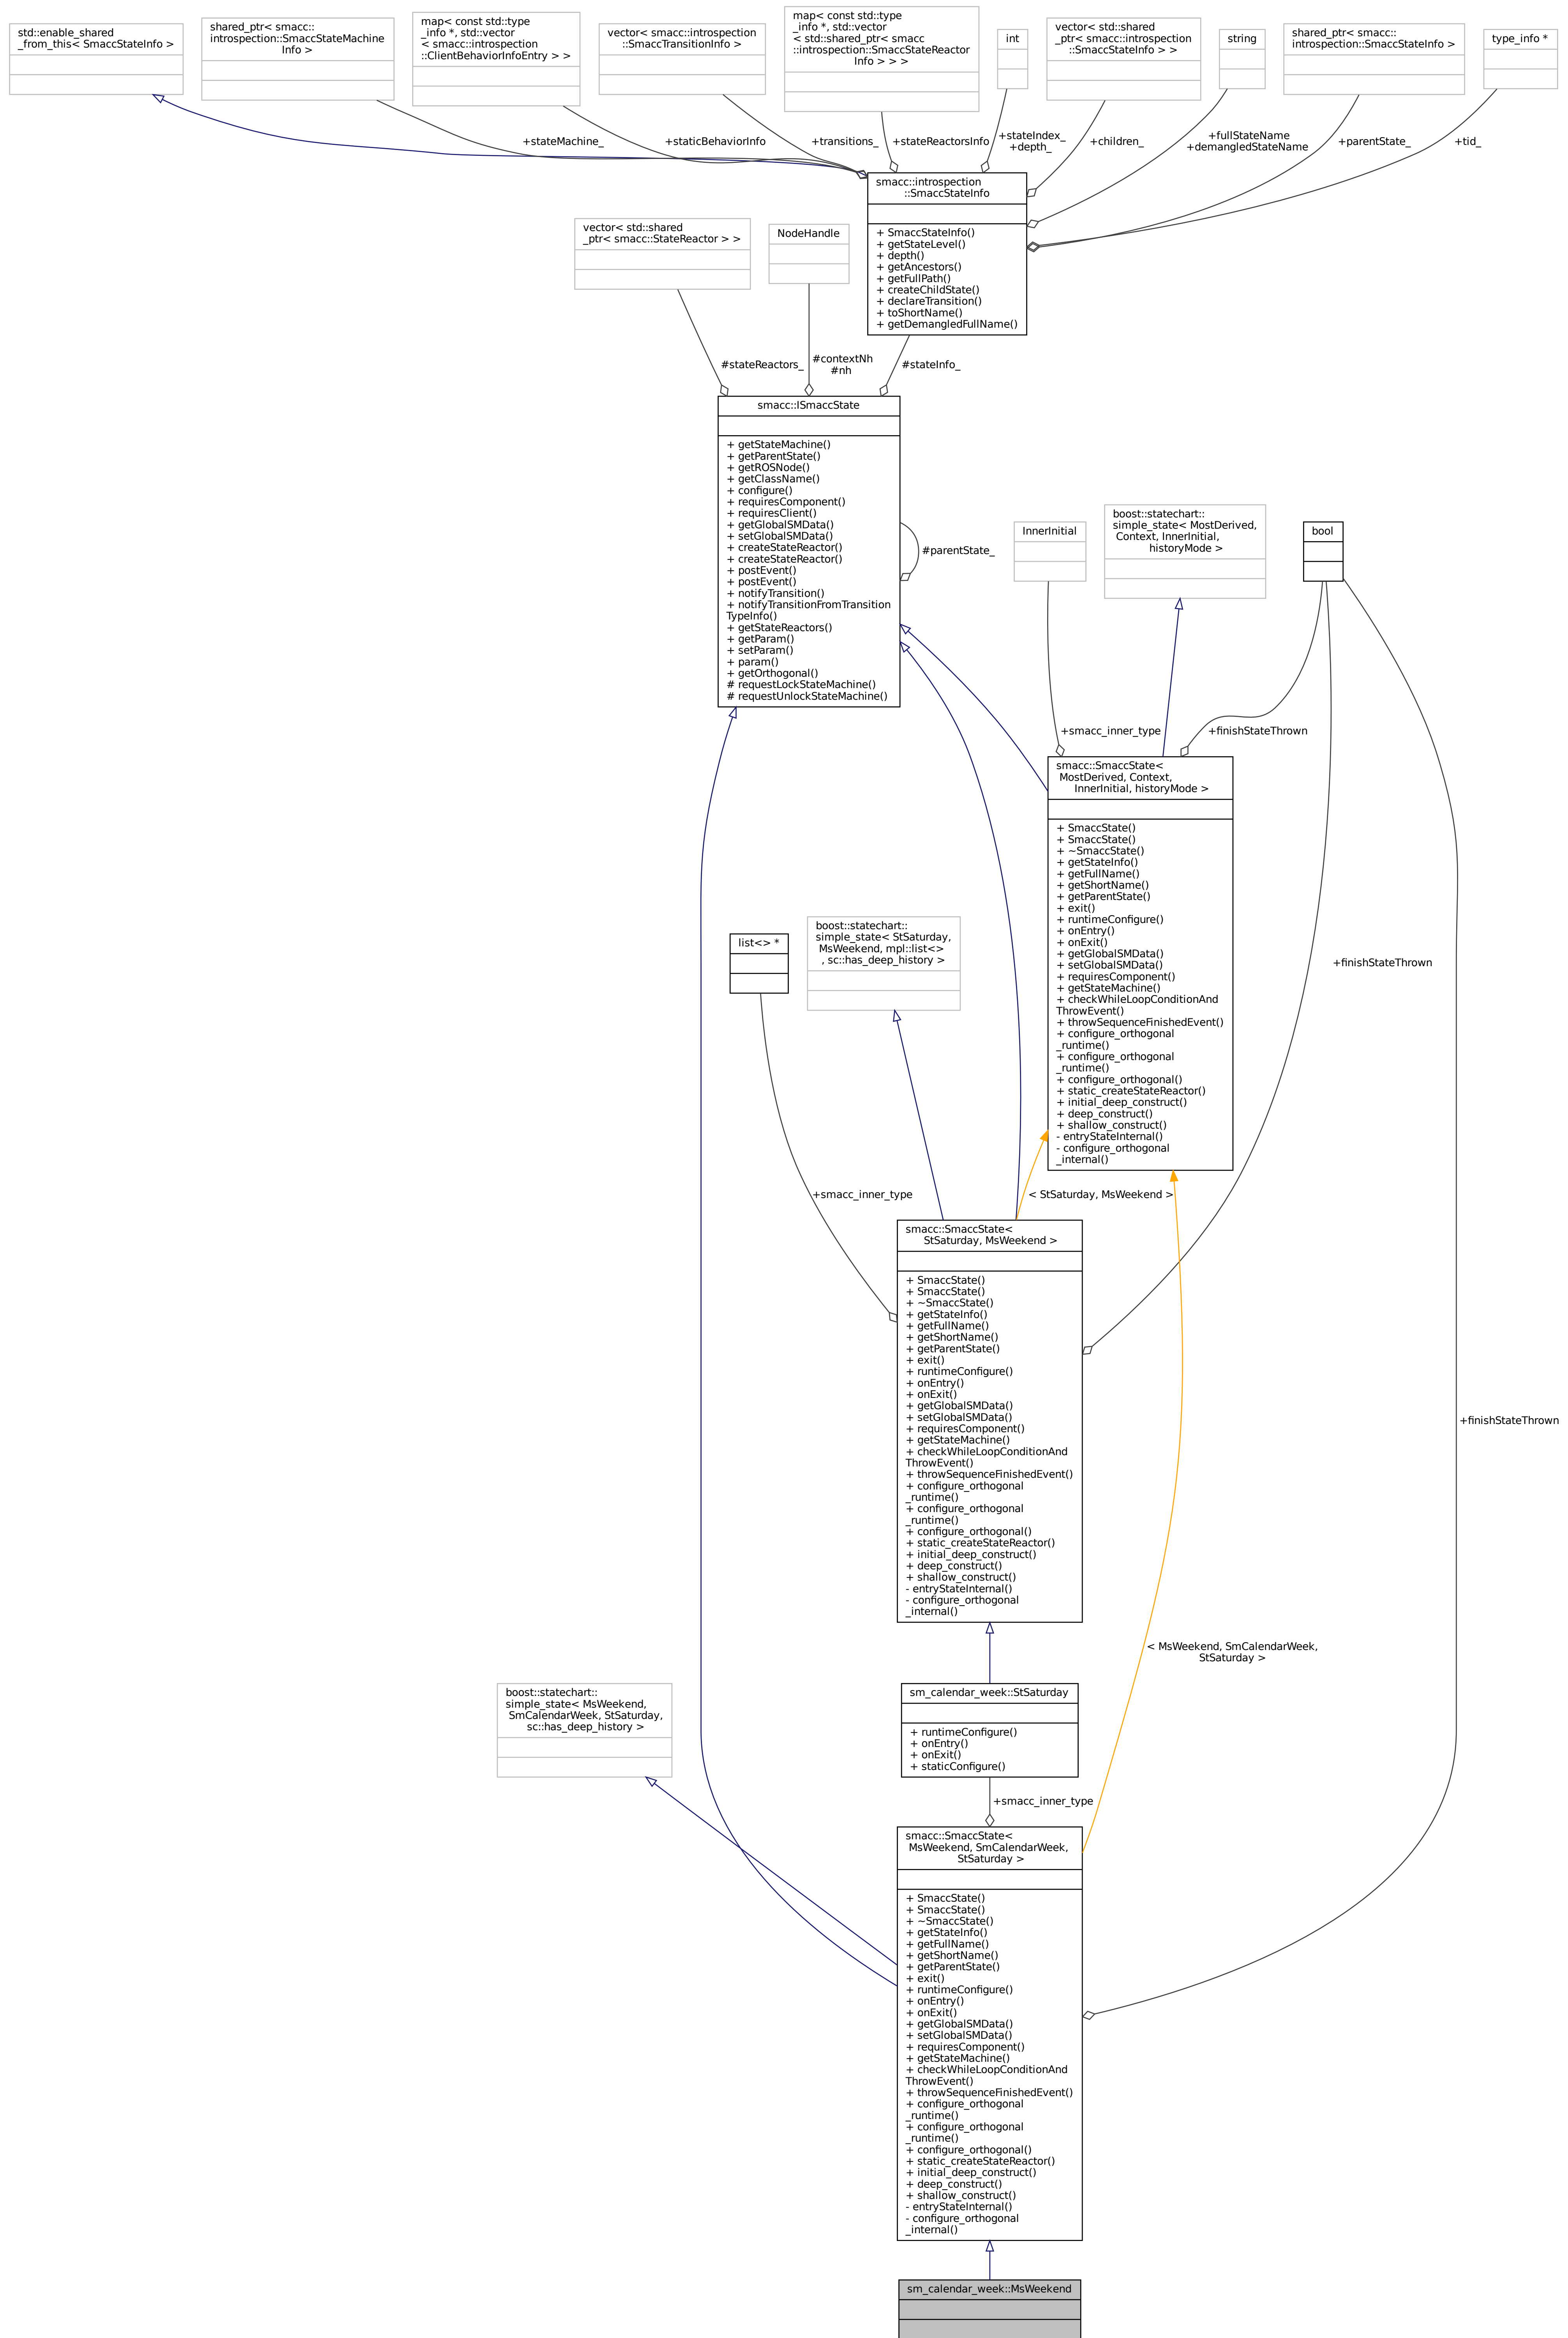 std::enable_shared
_from_this< SmaccStateInfo >
shared_ptr< smacc::
introspection::SmaccStateMachine
Info >
map< const std::type
_info *, std::vector
< smacc::introspection
::ClientBehaviorInfoEntry > >
vector< smacc::introspection
::SmaccTransitionInfo >
map< const std::type
_info *, std::vector
< std::shared_ptr< smacc
::introspection::SmaccStateReactor
Info > > >
int
vector< std::shared
_ptr< smacc::introspection
::SmaccStateInfo > >
string
shared_ptr< smacc::
introspection::SmaccStateInfo >
type_info *
+stateMachine_
+staticBehaviorInfo
+transitions_
+stateReactorsInfo
+stateIndex_
+depth_
+children_
+fullStateName
+demangledStateName
+parentState_
+tid_
smacc::introspection
::SmaccStateInfo
+ SmaccStateInfo()
+ getStateLevel()
+ depth()
+ getAncestors()
+ getFullPath()
+ createChildState()
+ declareTransition()
+ toShortName()
+ getDemangledFullName()
vector< std::shared
_ptr< smacc::StateReactor > >
NodeHandle
#stateReactors_
#contextNh
#nh
#stateInfo_
smacc::ISmaccState
+ getStateMachine()
+ getParentState()
+ getROSNode()
+ getClassName()
+ configure()
+ requiresComponent()
+ requiresClient()
+ getGlobalSMData()
+ setGlobalSMData()
+ createStateReactor()
+ createStateReactor()
+ postEvent()
+ postEvent()
+ notifyTransition()
+ notifyTransitionFromTransition
TypeInfo()
+ getStateReactors()
+ getParam()
+ setParam()
+ param()
+ getOrthogonal()
# requestLockStateMachine()
# requestUnlockStateMachine()
#parentState_
InnerInitial
boost::statechart::
simple_state< MostDerived,
Context, InnerInitial,
historyMode >
bool
+smacc_inner_type
+finishStateThrown
smacc::SmaccState<
MostDerived, Context,
InnerInitial, historyMode >
+ SmaccState()
+ SmaccState()
+ ~SmaccState()
+ getStateInfo()
+ getFullName()
+ getShortName()
+ getParentState()
+ exit()
+ runtimeConfigure()
+ onEntry()
+ onExit()
+ getGlobalSMData()
+ setGlobalSMData()
+ requiresComponent()
+ getStateMachine()
+ checkWhileLoopConditionAnd
ThrowEvent()
+ throwSequenceFinishedEvent()
+ configure_orthogonal
_runtime()
+ configure_orthogonal
_runtime()
+ configure_orthogonal()
+ static_createStateReactor()
+ initial_deep_construct()
+ deep_construct()
+ shallow_construct()
- entryStateInternal()
- configure_orthogonal
_internal()
list<> *
boost::statechart::
simple_state< StSaturday,
MsWeekend, mpl::list<>
, sc::has_deep_history >
+finishStateThrown
+smacc_inner_type
< StSaturday, MsWeekend >
smacc::SmaccState<
StSaturday, MsWeekend >
+ SmaccState()
+ SmaccState()
+ ~SmaccState()
+ getStateInfo()
+ getFullName()
+ getShortName()
+ getParentState()
+ exit()
+ runtimeConfigure()
+ onEntry()
+ onExit()
+ getGlobalSMData()
+ setGlobalSMData()
+ requiresComponent()
+ getStateMachine()
+ checkWhileLoopConditionAnd
ThrowEvent()
+ throwSequenceFinishedEvent()
+ configure_orthogonal
_runtime()
+ configure_orthogonal
_runtime()
+ configure_orthogonal()
+ static_createStateReactor()
+ initial_deep_construct()
+ deep_construct()
+ shallow_construct()
- entryStateInternal()
- configure_orthogonal
_internal()
+finishStateThrown
< MsWeekend, SmCalendarWeek,
StSaturday >
boost::statechart::
simple_state< MsWeekend,
SmCalendarWeek, StSaturday,
sc::has_deep_history >
sm_calendar_week::StSaturday
+ runtimeConfigure()
+ onEntry()
+ onExit()
+ staticConfigure()
+smacc_inner_type
smacc::SmaccState<
MsWeekend, SmCalendarWeek,
StSaturday >
+ SmaccState()
+ SmaccState()
+ ~SmaccState()
+ getStateInfo()
+ getFullName()
+ getShortName()
+ getParentState()
+ exit()
+ runtimeConfigure()
+ onEntry()
+ onExit()
+ getGlobalSMData()
+ setGlobalSMData()
+ requiresComponent()
+ getStateMachine()
+ checkWhileLoopConditionAnd
ThrowEvent()
+ throwSequenceFinishedEvent()
+ configure_orthogonal
_runtime()
+ configure_orthogonal
_runtime()
+ configure_orthogonal()
+ static_createStateReactor()
+ initial_deep_construct()
+ deep_construct()
+ shallow_construct()
- entryStateInternal()
- configure_orthogonal
_internal()
sm_calendar_week::MsWeekend